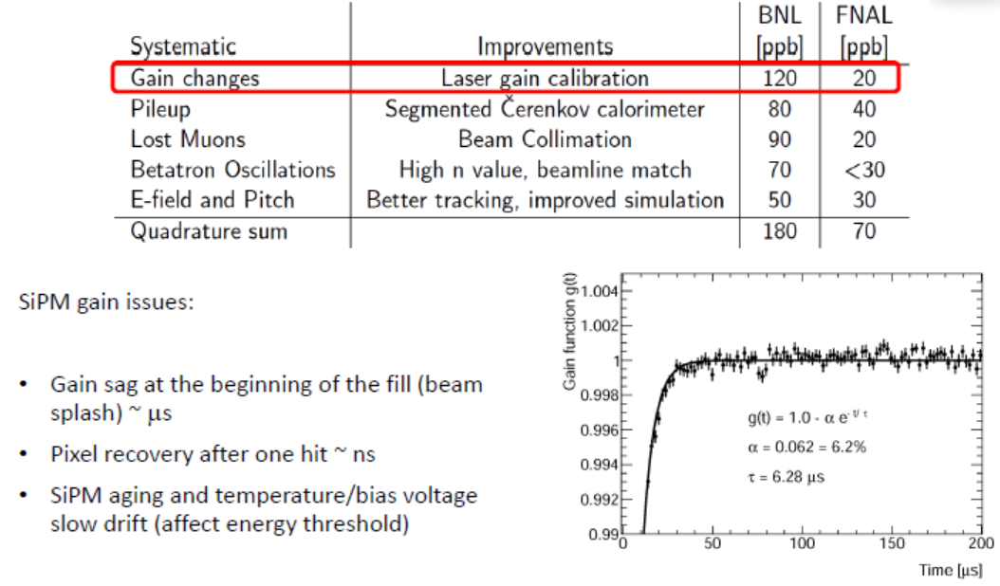 BNL FNAL
Systematic Improvements [ppb] [ppb]
Gain changes Laser gain calibration 120 20
Pileup Segmented Čerenkov calorimeter 80 40
Lost Muons Beam Collimation 90 20
Betatron Oscillations High n value, beamline match 70 <30
E-field and Pitch Better tracking, improved simulation 50 30
Quadrature sum 180 70
SiPM gain issues:
• Gain sag at the beginning of the fill (beam
splash) ~ μs
• Pixel recovery after one hit ~ ns
• SiPM aging and temperature/bias voltage
slow drift (affect energy threshold)
Gain function g(t)
1.004
1.002
1
0.998
0.996
0.994
0.992
0.99
g(t) = 1.0 - α e^-t/ τ
α = 0.062 = 6.2%
τ = 6.28 μs
0 50 100 150 200
Time [μs]